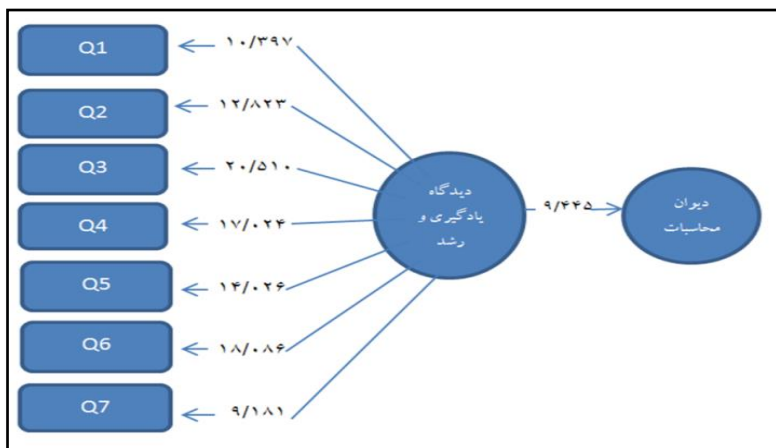 Q1
۱۰/۳۹۷
Q2
۱۲/۸۲۳
Q3
۲۰/۵۱۰
Q4
۱۷/۰۲۴
Q5
۱۴/۰۲۶
Q6
۱۸/۰۸۶
Q7
۹/۱۸۱
دیدگاه
یادگیری و
رشد
۹/۴۴۵
دیوان
محاسبات